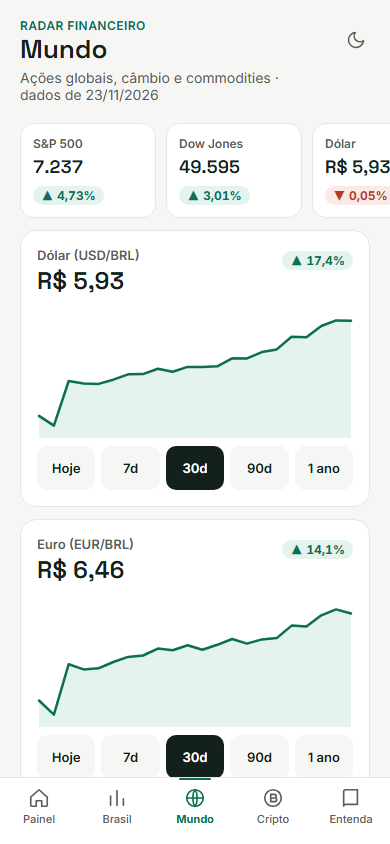 RADAR FINANCEIRO
Mundo
Ações globais, câmbio e commodities ·
dados de 23/11/2026
S&P 500
7.237
▲ 4,73%
Dow Jones
49.595
▲ 3,01%
Dólar
R$ 5,93
▼ 0,05%
Dólar (USD/BRL)
R$ 5,93
▲ 17,4%
Hoje
7d
30d
90d
1 ano
Euro (EUR/BRL)
R$ 6,46
▲ 14,1%
Hoje
7d
30d
90d
1 ano
Painel
Brasil
Mundo
Cripto
Entenda